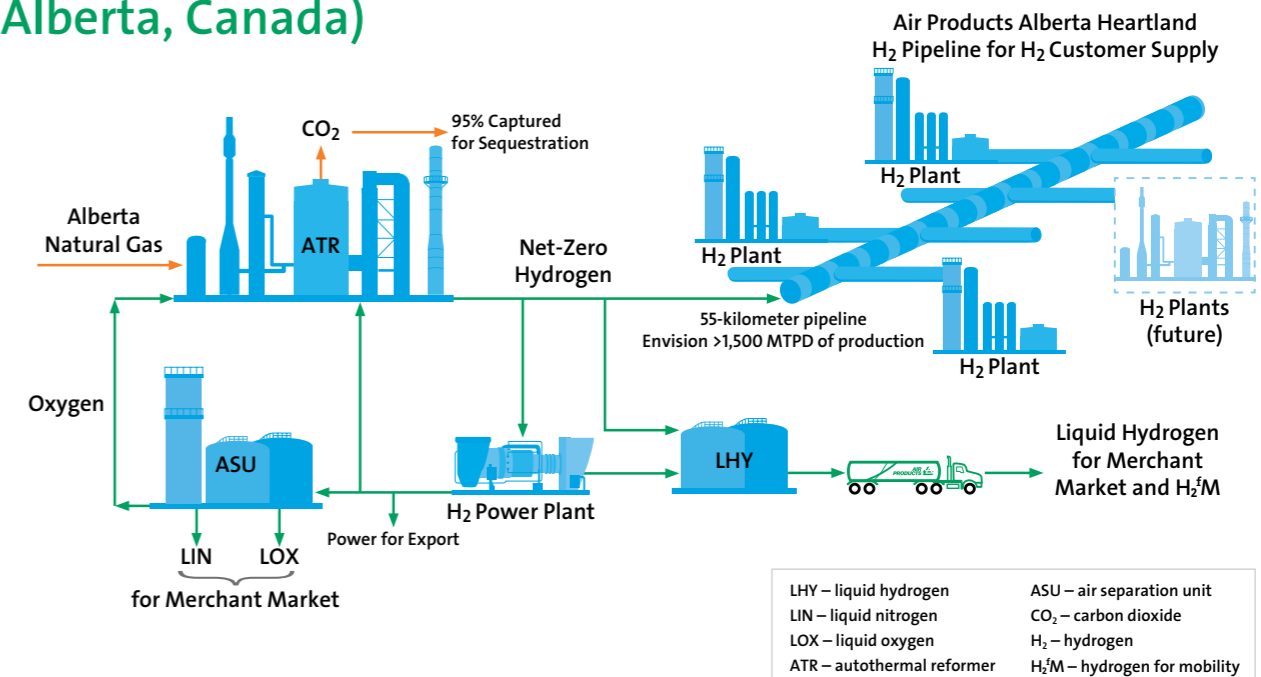 Alberta, Canada)
Air Products Alberta Heartland
H2 Pipeline for H2 Customer Supply
CO2
95% Captured
for Sequestration
Alberta
Natural Gas
ATR
Net-Zero
Hydrogen
H2 Plant
H2 Plant
H2 Plants
(future)
55-kilometer pipeline
Envision >1,500 MTPD of production
H2 Plant
Oxygen
ASU
LHY
AIR
PRODUCTS
Liquid Hydrogen
for Merchant
Market and H2fM
H2 Power Plant
Power for Export
LIN
LOX
for Merchant Market
LHY – liquid hydrogen
LIN – liquid nitrogen
LOX – liquid oxygen
ATR – autothermal reformer
ASU – air separation unit
CO2 – carbon dioxide
H2 – hydrogen
H2fM – hydrogen for mobility